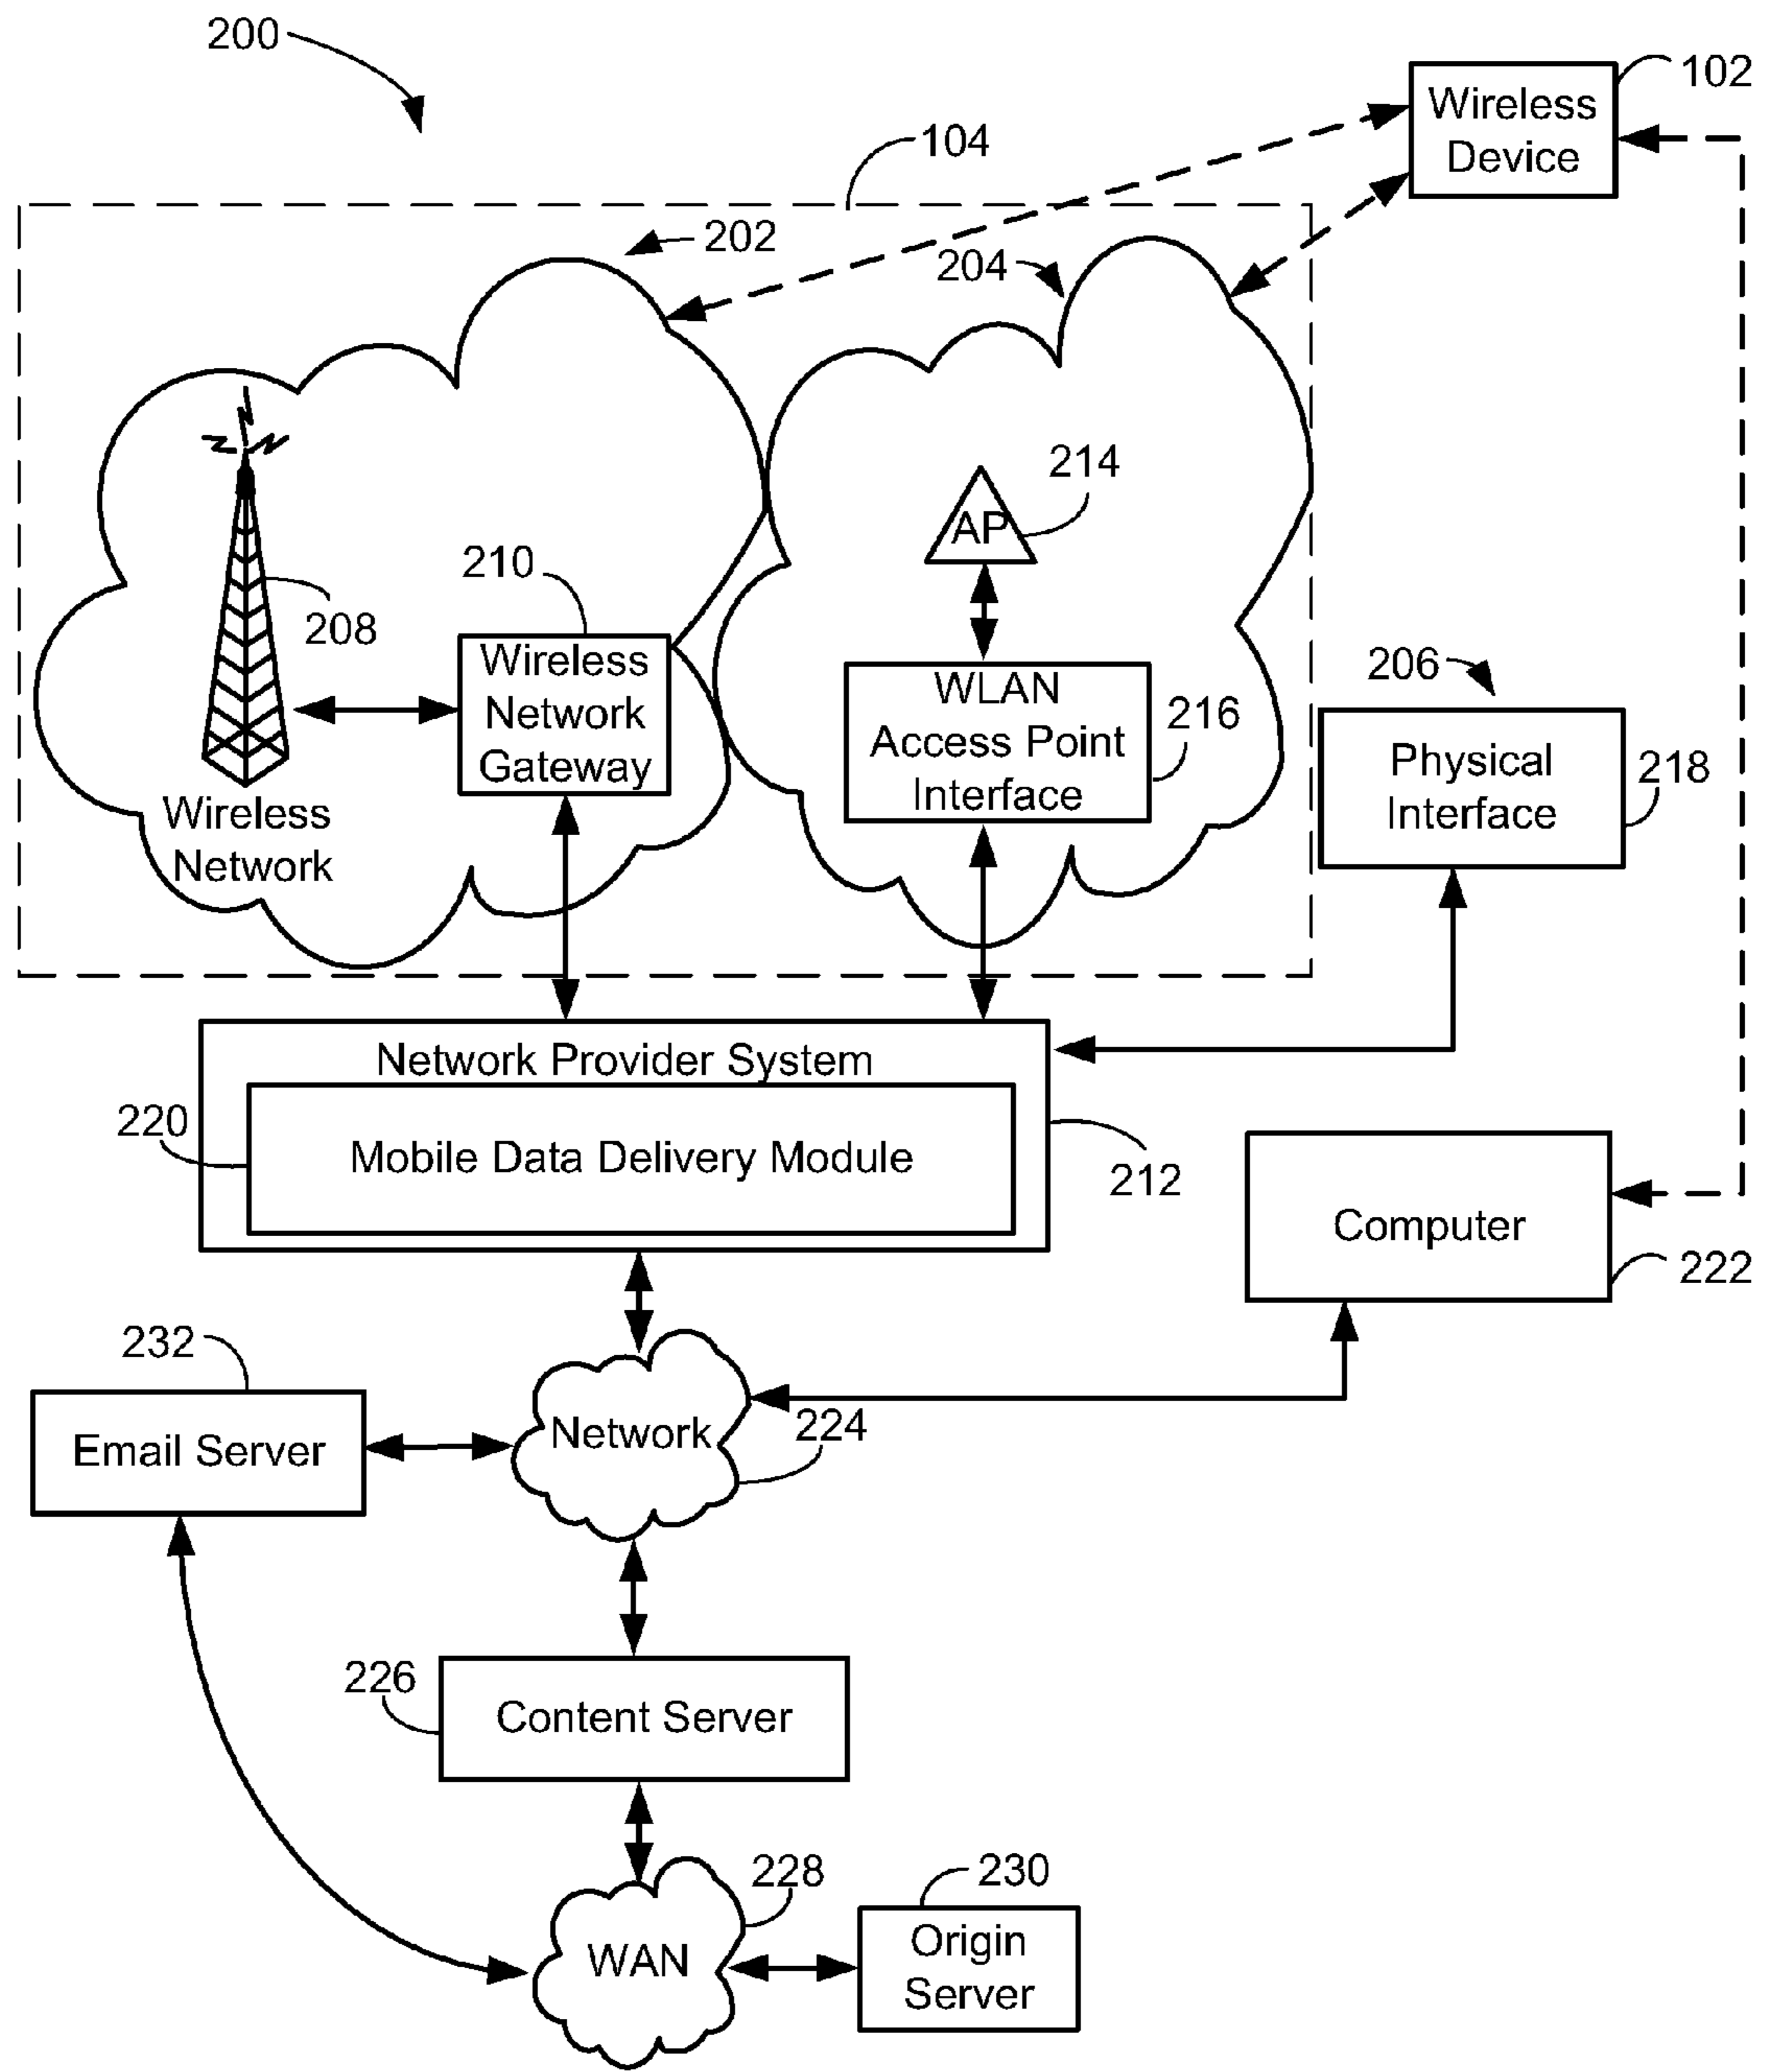 200
102
Wireless
Device
104
202
204
214
AP
210
208
Wireless
Network
Gateway
WLAN
Access Point
Interface
216
206
Physical
Interface
218
Wireless
Network
Network Provider System
220
Mobile Data Delivery Module
212
Computer
222
232
Email Server
Network
224
226
Content Server
228
230
WAN
Origin
Server